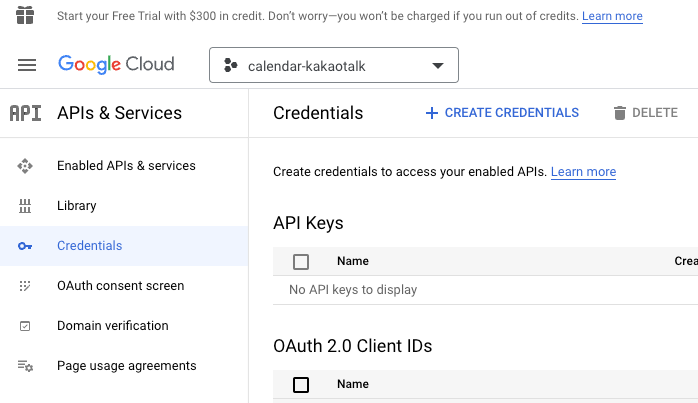 Start your Free Trial with $300 in credit. Don't worry—you won't be charged if you run out of credits. Learn more
Google Cloud
calendar-kakaotalk
API APIs & Services
Credentials
CREATE CREDENTIALS
DELETE
Enabled APIs & services
Library
Credentials
OAuth consent screen
Domain verification
Page usage agreements
Create credentials to access your enabled APIs. Learn more
API Keys
Name Crea
No API keys to display
OAuth 2.0 Client IDs
Name